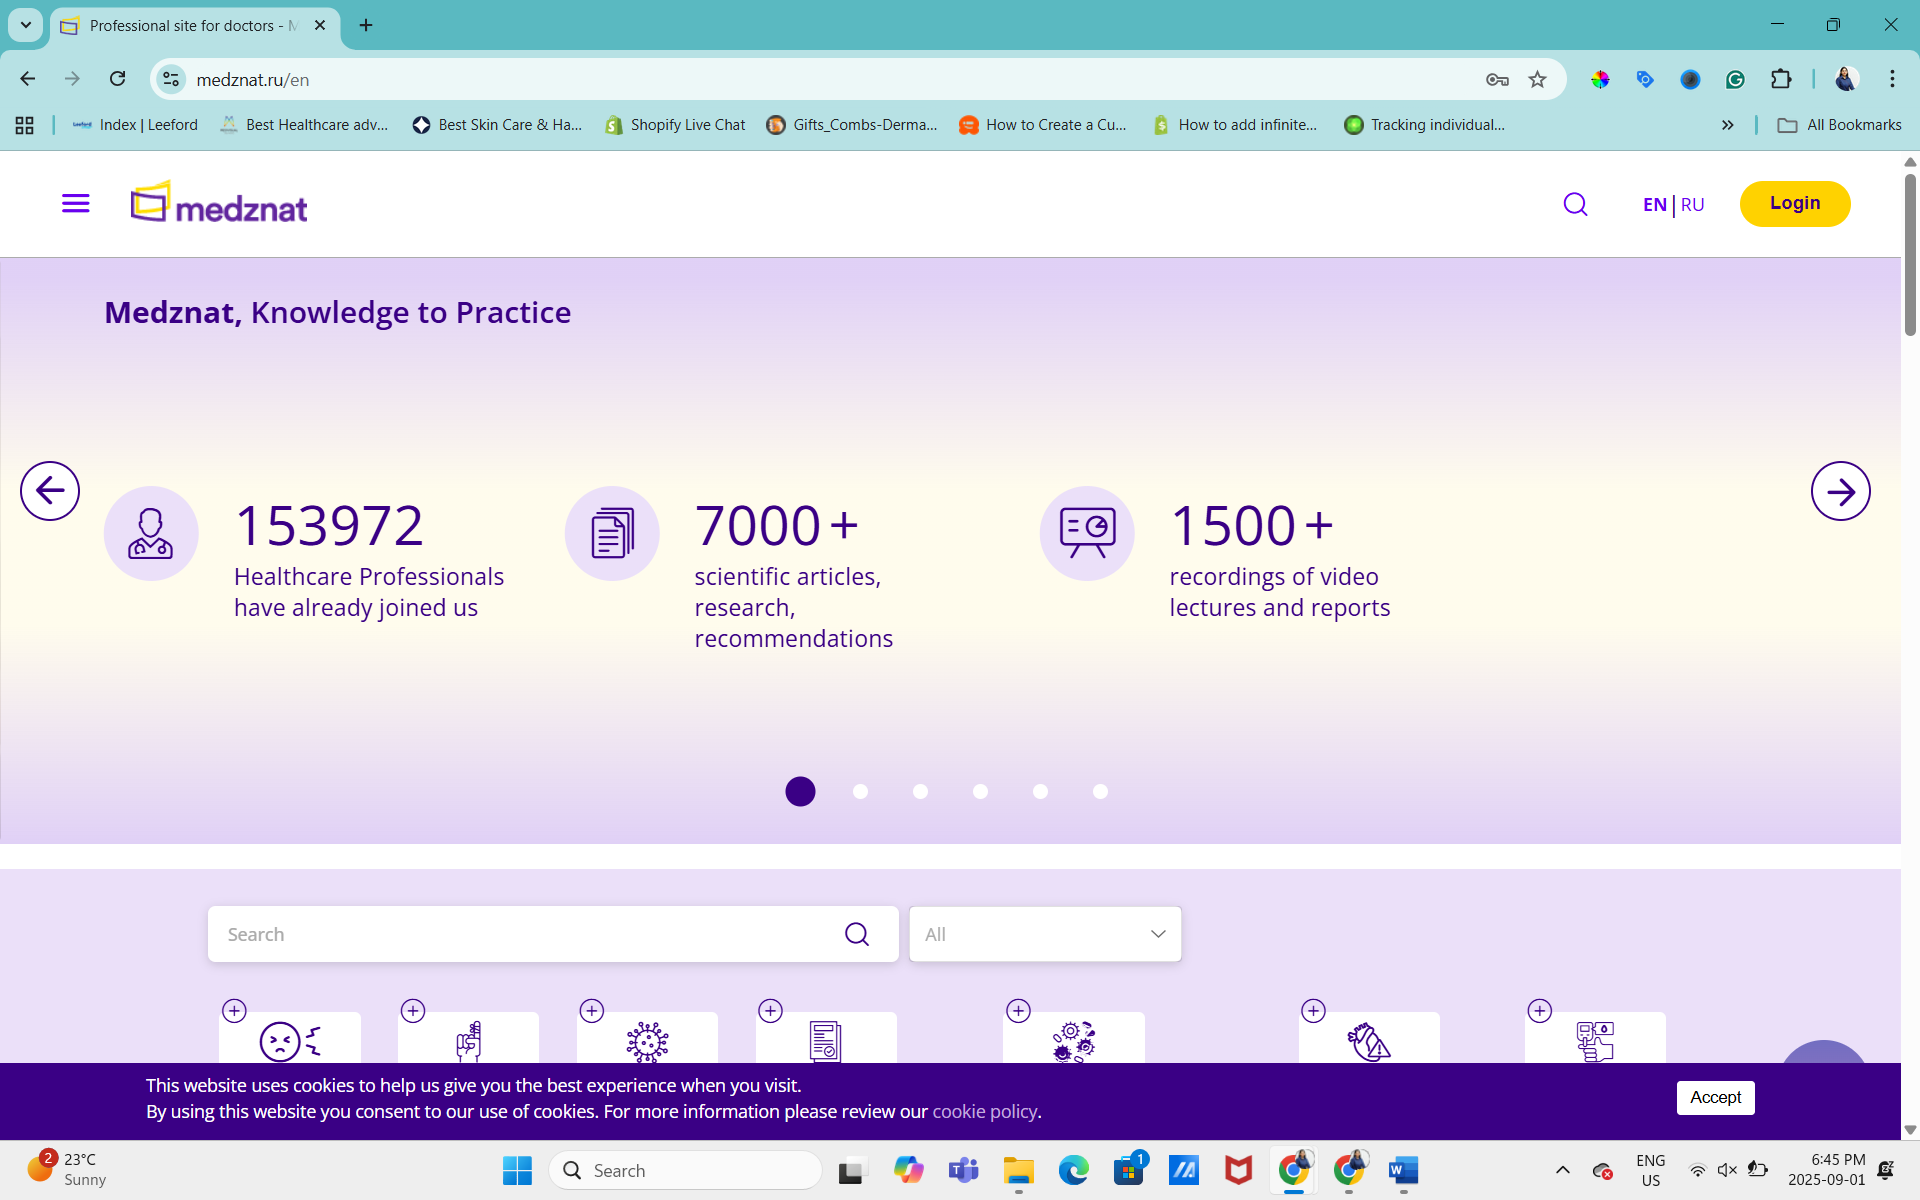 Professional site for doctors - M
medznat.ru/en
Index | Leeford
Best Healthcare adv...
Best Skin Care & Ha...
Shopify Live Chat
Gifts_Combs-Derma...
How to Create a Cu...
How to add infinite...
Tracking individual...
All Bookmarks
medznat
EN | RU
Login
Medznat, Knowledge to Practice
153972
Healthcare Professionals
have already joined us
7000 +
scientific articles,
research,
recommendations
1500 +
recordings of video
lectures and reports
Search
All
This website uses cookies to help us give you the best experience when you visit.
By using this website you consent to our use of cookies. For more information please review our cookie policy.
Accept
2
23°C
Sunny
Search
1
ENG
US
6:45 PM
2025-09-01